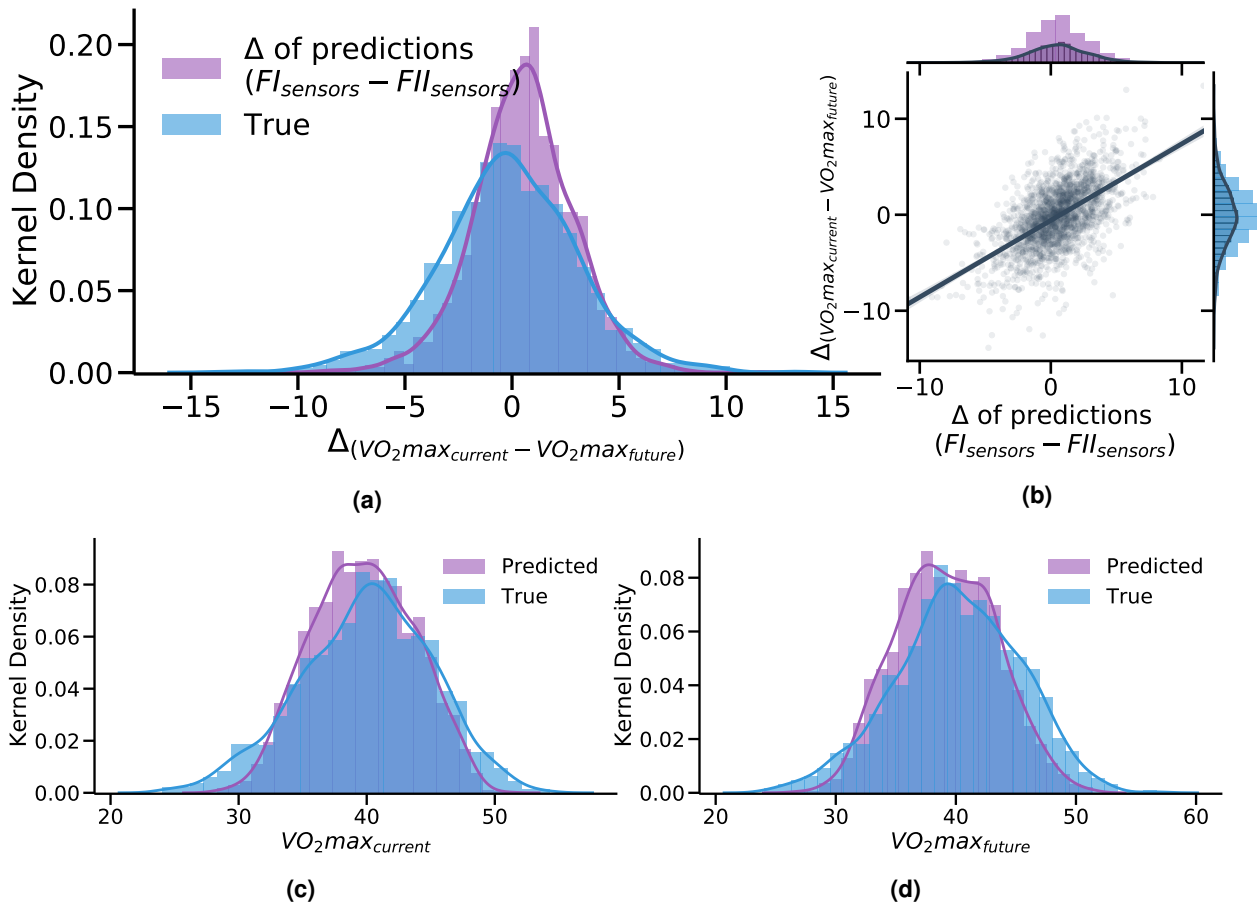 0.20
0.15
0.10
0.05
0.00
Kernel Density
Δ of predictions
(FI_sensors − FII_sensors)
True
−15 −10 −5 0 5 10 15
Δ_(VO₂max_current − VO₂max_future)
(a)
Δ_(VO₂max_current − VO₂max_future)
10
0
−10
−10 0 10
Δ of predictions
(FI_sensors − FII_sensors)
(b)
Kernel Density
0.08
0.06
0.04
0.02
0.00
Predicted
True
30 40 50
20
VO₂max_current
(c)
Kernel Density
0.08
0.06
0.04
0.02
0.00
Predicted
True
20 30 40 50 60
VO₂max_future
(d)